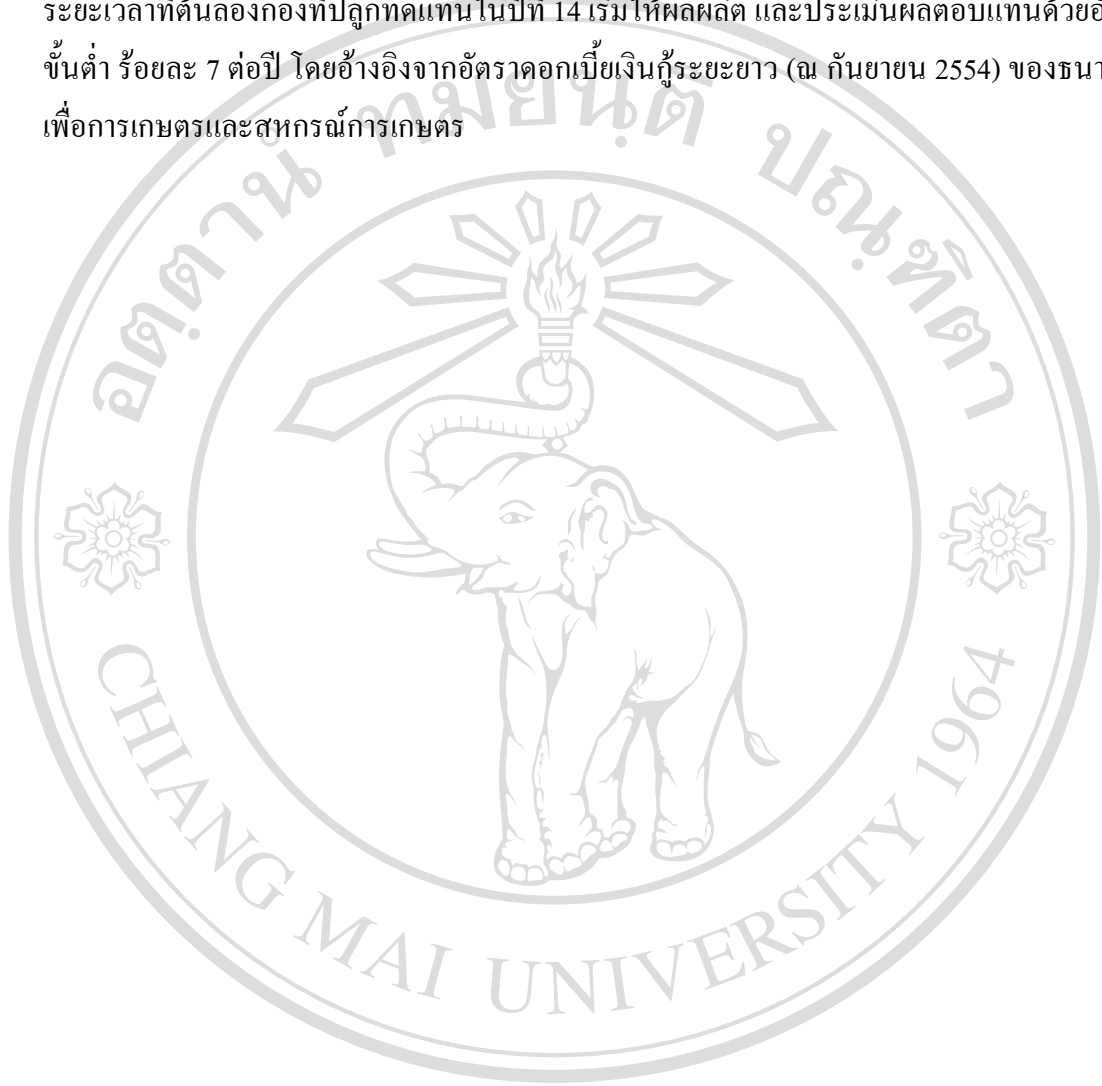 ระยะเวลาที่ต้นลองกองที่ปลูกทดแทนในปีที่ 14 เริ่มให้ผลผลิต และประเมินผลตอบแทนด้วย
ขั้นต่ำ ร้อยละ 7 ต่อปี โดยอ้างอิงจากอัตราดอกเบี้ยเงินกู้ระยะยาว (ณ กันยายน 2554) ของ
เพื่อการเกษตรและสหกรณ์การเกษตร
CHIANG MAI UNIVERSITY 1964